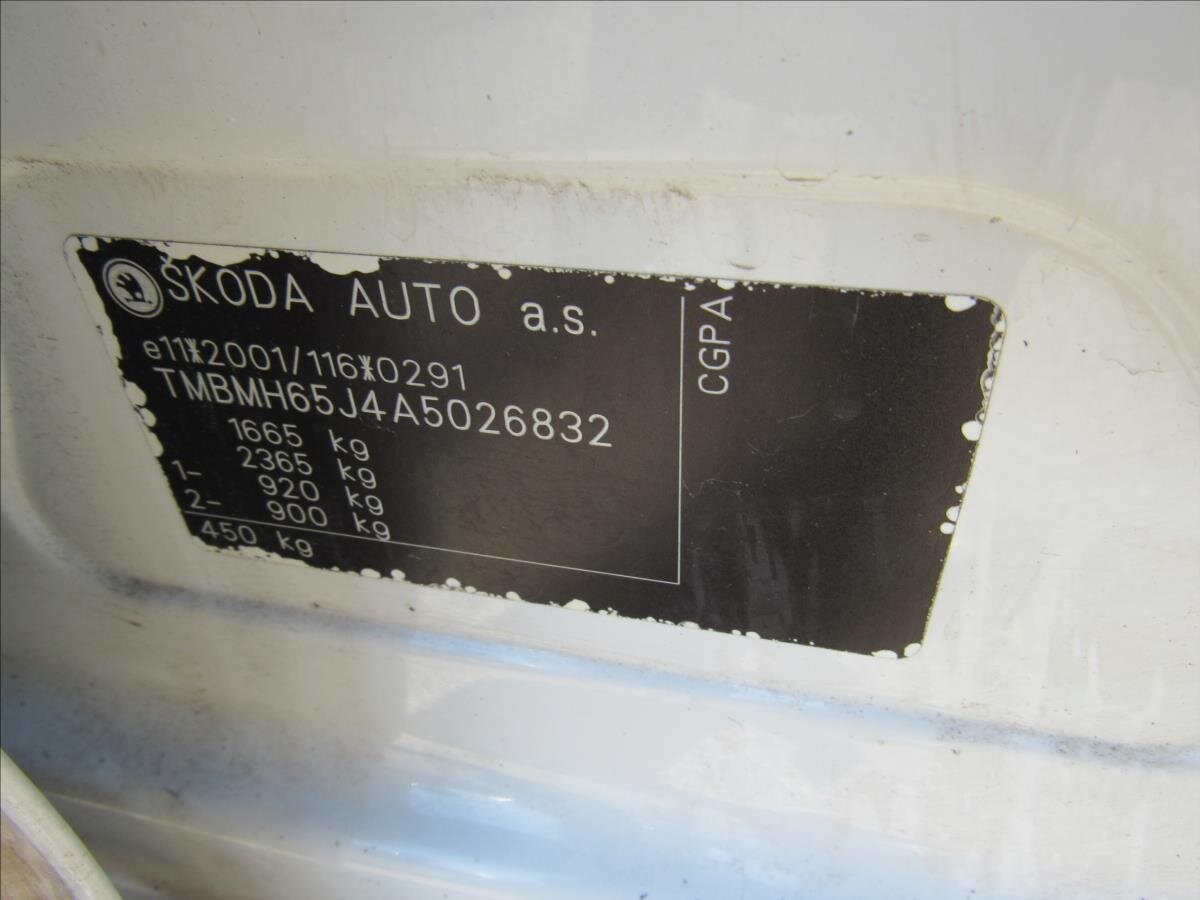 ŠKODA AUTO a.s.
e11*2001/116*0291
TMBMH65J4A5026832
1665 kg
2365 kg
1- 920 kg
2- 900 kg
450 kg
CGPA